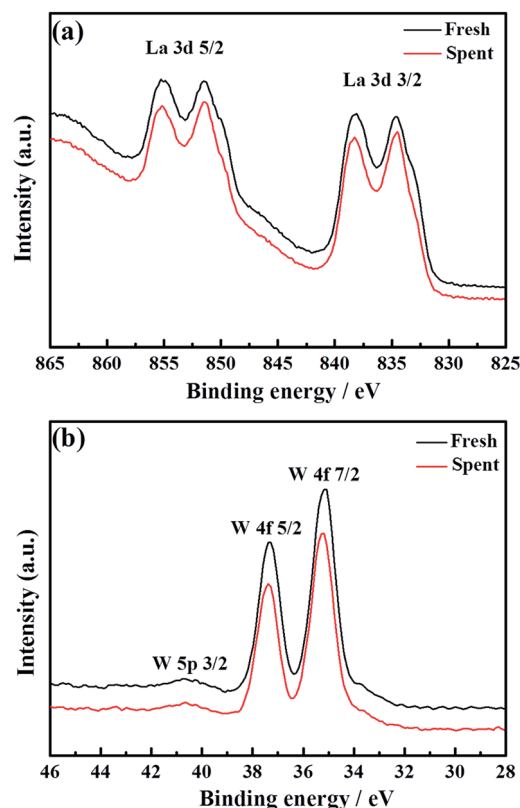 (a)
La 3d 5/2
La 3d 3/2
Fresh
Spent
Intensity (a.u.)
865 860 855 850 845 840 835 830 825
Binding energy / eV
(b)
Fresh
Spent
W 4f 7/2
W 4f 5/2
W 5p 3/2
Intensity (a.u.)
46 44 42 40 38 36 34 32 30 28
Binding energy / eV